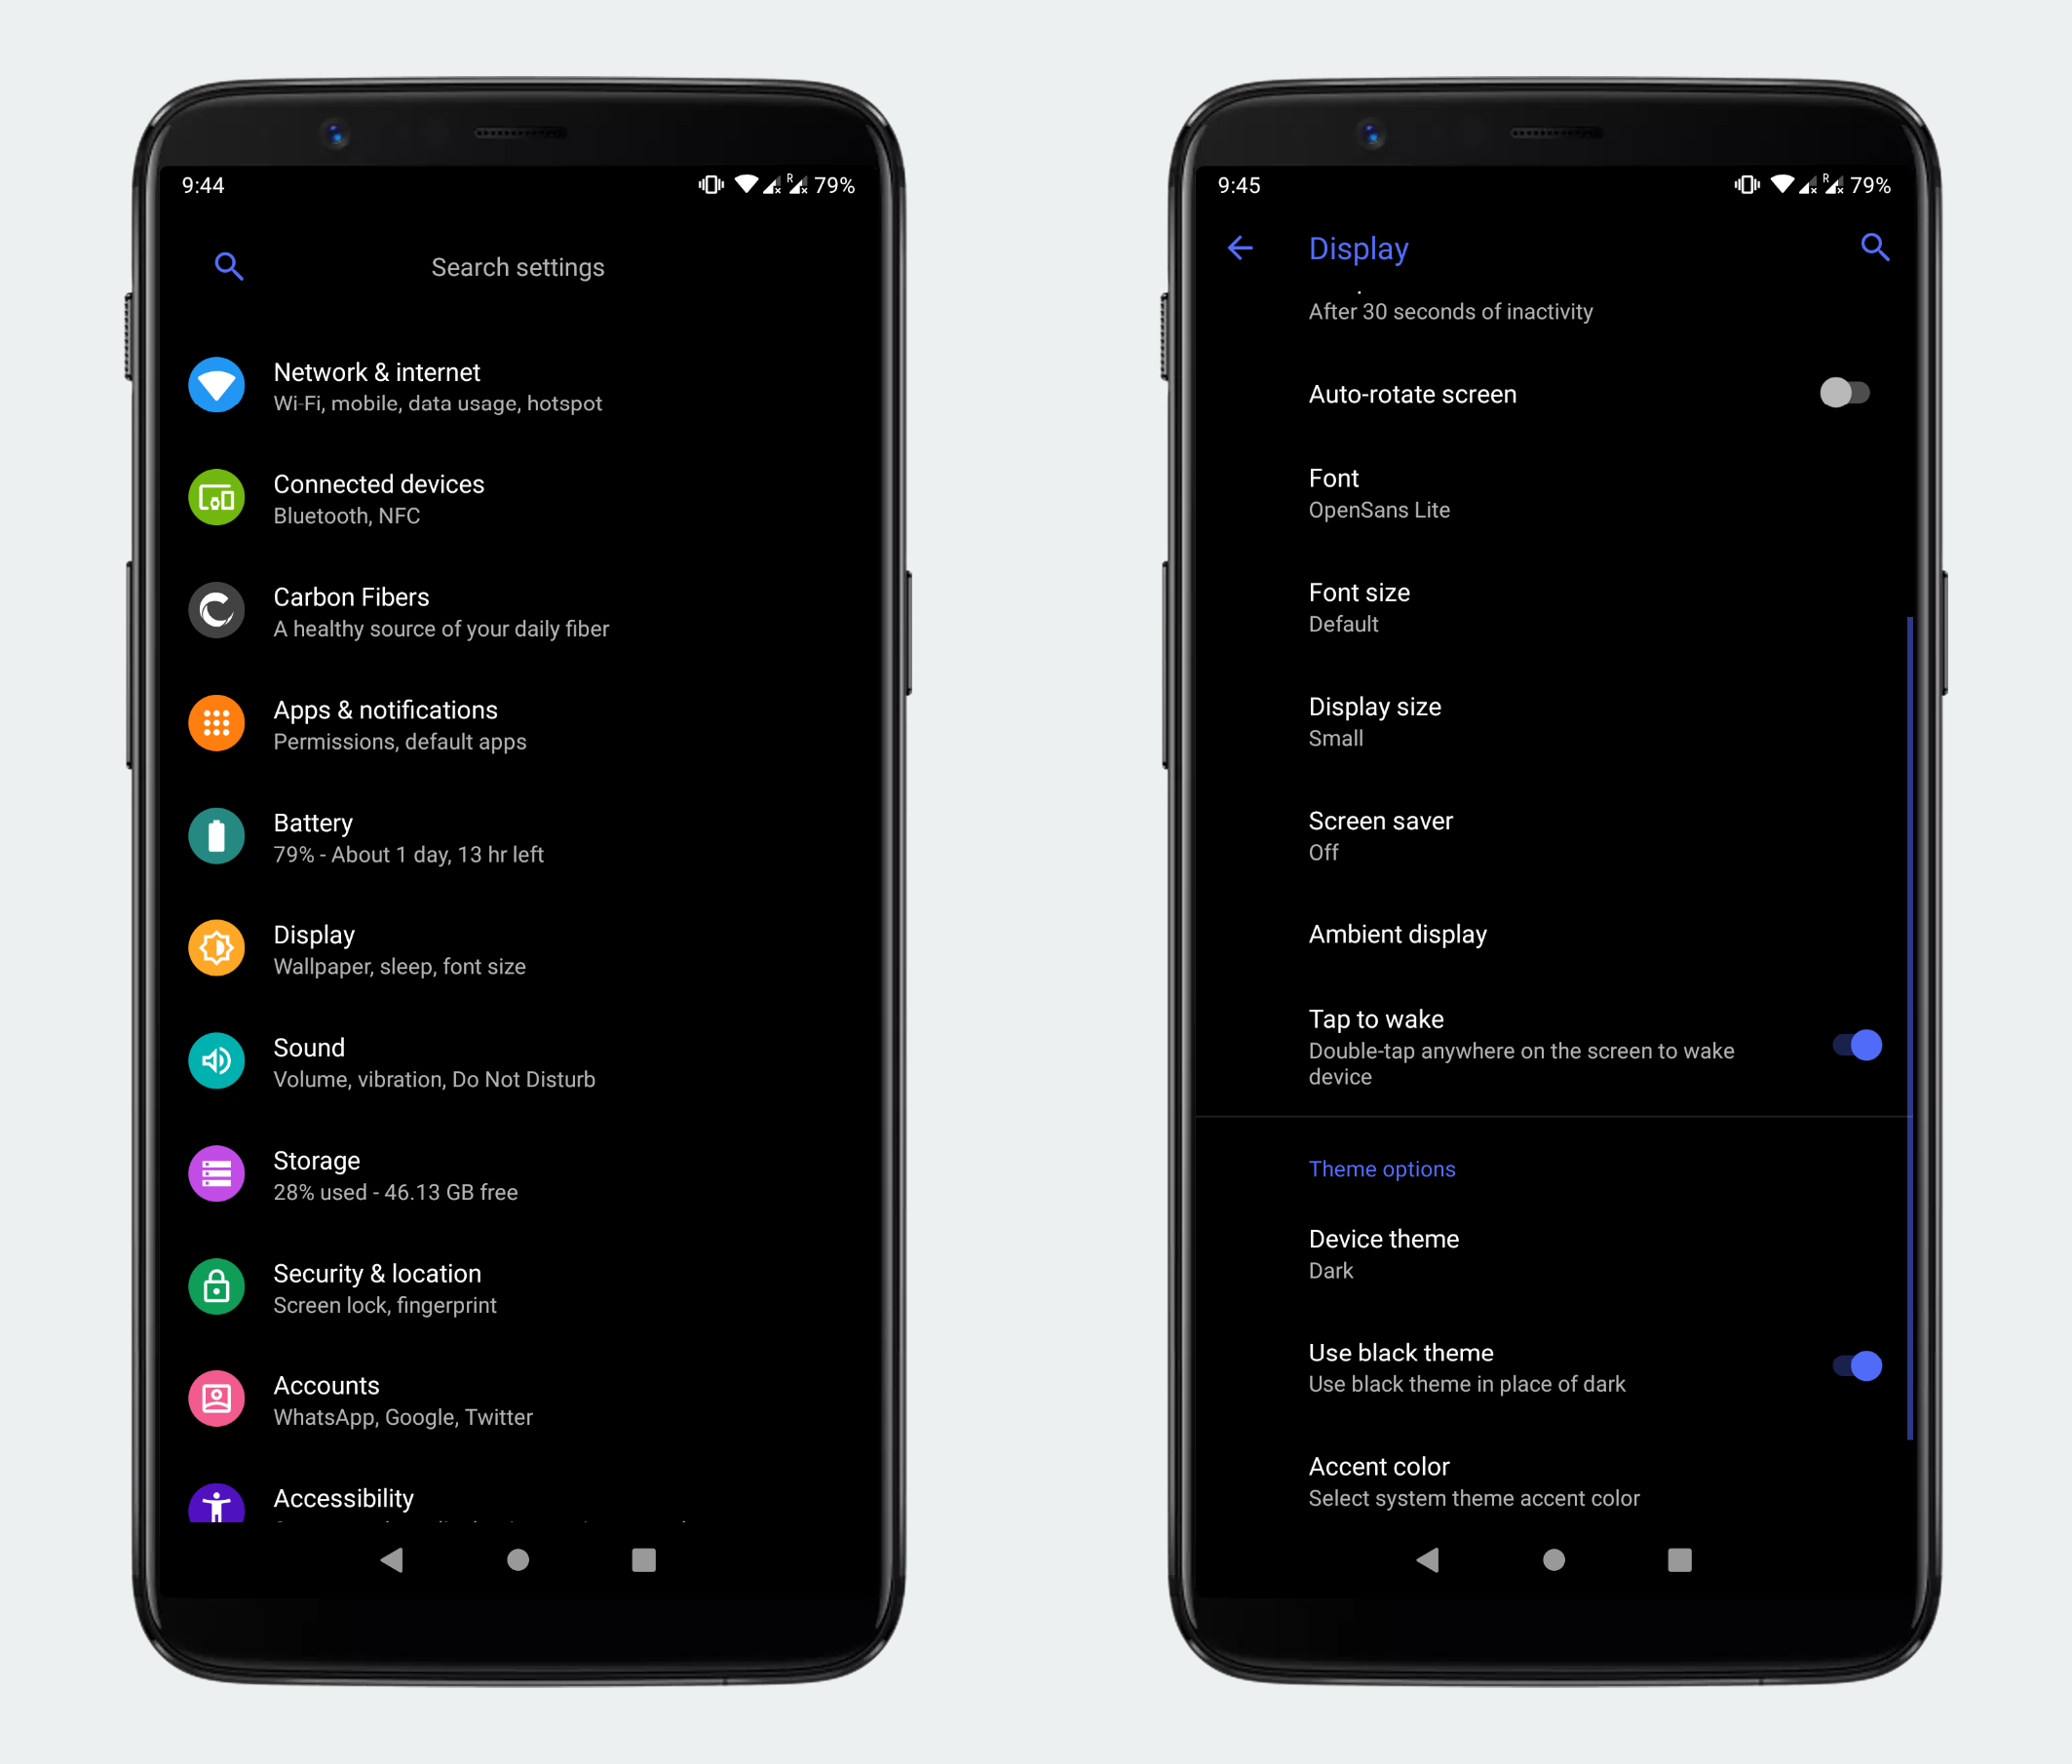 9:44
R
79%
Search settings
Network & internet
Wi-Fi, mobile, data usage, hotspot
Connected devices
Bluetooth, NFC
Carbon Fibers
A healthy source of your daily fiber
Apps & notifications
Permissions, default apps
Battery
79% - About 1 day, 13 hr left
Display
Wallpaper, sleep, font size
Sound
Volume, vibration, Do Not Disturb
Storage
28% used - 46.13 GB free
Security & location
Screen lock, fingerprint
Accounts
WhatsApp, Google, Twitter
Accessibility
9:45
R
79%
Display
After 30 seconds of inactivity
Auto-rotate screen
Font
OpenSans Lite
Font size
Default
Display size
Small
Screen saver
Off
Ambient display
Tap to wake
Double-tap anywhere on the screen to wake
device
Theme options
Device theme
Dark
Use black theme
Use black theme in place of dark
Accent color
Select system theme accent color